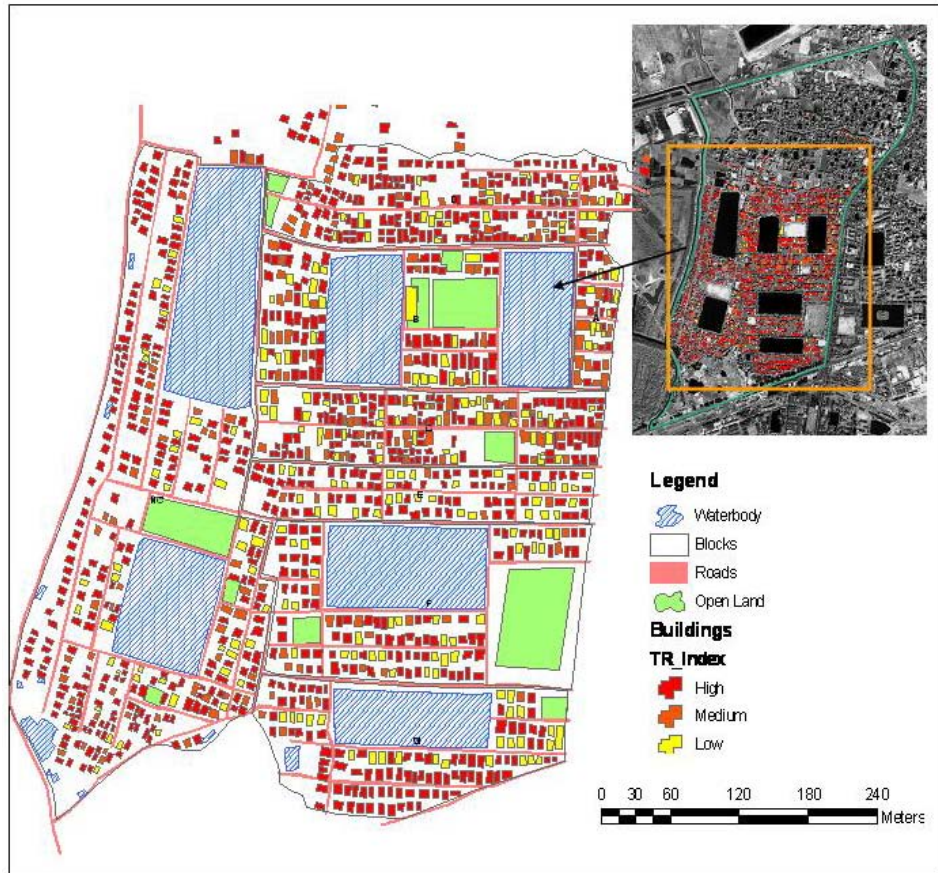 Legend
Waterbody
Blocks
Roads
Open Land
Buildings
TR_Index
High
Medium
Low
0 30 60 120 180 240
Meters
A
B
E
F